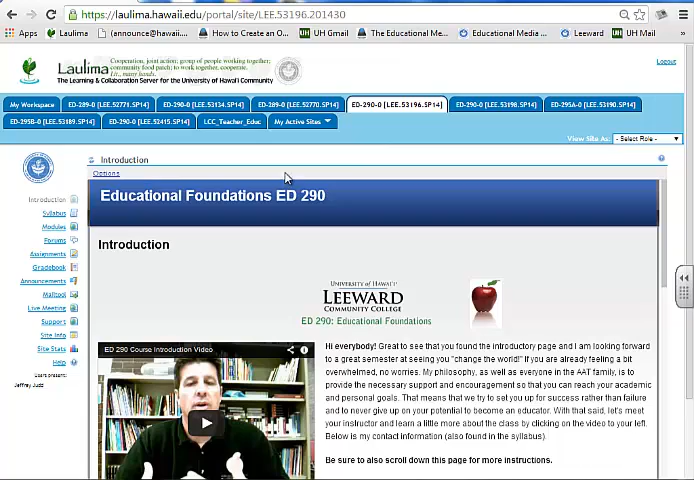 https://laulima.hawaii.edu/portal/site/LEE.53196.201430
Apps Laulima (announce@hawaii.... How to Create an O... UH Gmail The Educational Me... Educational Media ... Leeward UH Mail »
Cooperation, joint action; group of people working together;
community food patch; to work together, cooperate.
Lit., many hands.
Laulima
The Learning & Collaboration Server for the University of Hawai'i Community
Logout
My Workspace ED-289-0 [LEE.52771.SP14] ED-290-0 [LEE.53134.SP14] ED-289-0 [LEE.52770.SP14] ED-290-0 [LEE.53196.SP14] ED-290-0 [LEE.53198.SP14] ED-295A-0 [LEE.53190.SP14]
ED-295B-0 [LEE.53189.SP14] ED-290-0 [LEE.52415.SP14] LCC_Teacher_Educ My Active Sites
View Site As: - Select Role -
Introduction
Options
Introduction
Syllabus
Modules
Forums
Assignments
Gradebook
Announcements
Mailtool
Live Meeting
Support
Site Info
Site Stats
Help
Users present:
Jeffrey Judd
Educational Foundations ED 290
Introduction
UNIVERSITY OF HAWAI'I
LEEWARD
COMMUNITY COLLEGE
ED 290: Educational Foundations
ED 290 Course Introduction Video
Hi everybody! Great to see that you found the introductory page and I am looking forward
to a great semester at seeing you "change the world!" If you are already feeling a bit
overwhelmed, no worries. My philosophy, as well as everyone in the AAT family, is to
provide the necessary support and encouragement so that you can reach your academic
and personal goals. That means that we try to set you up for success rather than failure
and to never give up on your potential to become an educator. With that said, let's meet
your instructor and learn a little more about the class by clicking on the video to your left.
Below is my contact information (also found in the syllabus).
Be sure to also scroll down this page for more instructions.